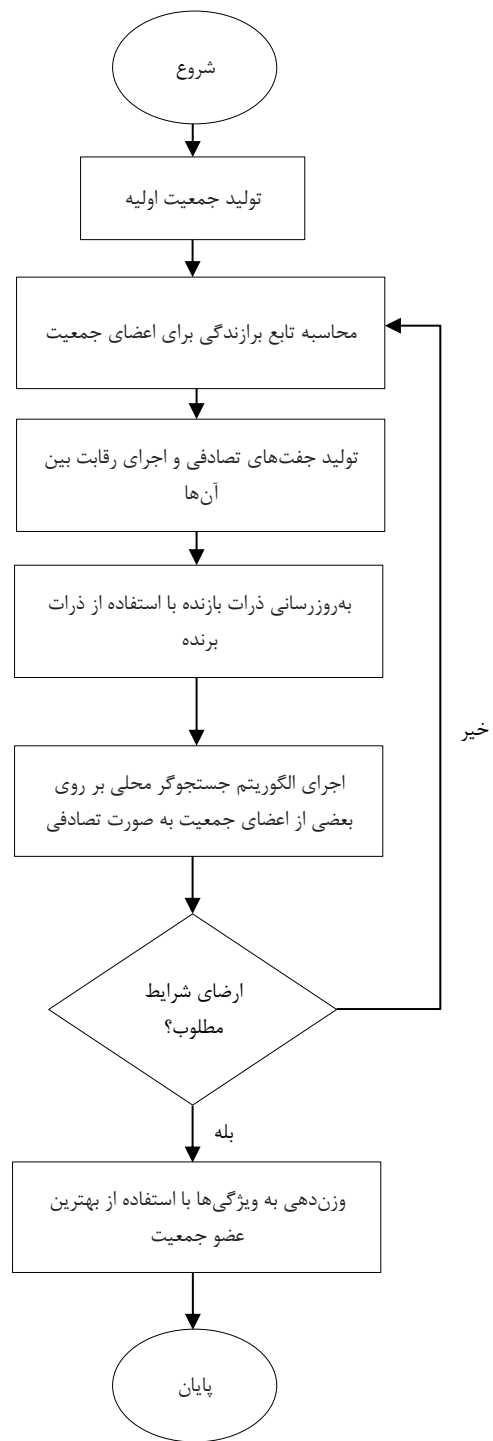 شروع
تولید جمعیت اولیه
محاسبه تابع برازندگی برای اعضای جمعیت
تولید جفت‌های تصادفی و اجرای رقابت بین
آن‌ها
به‌روزرسانی ذرات بازنده با استفاده از ذرات
برنده
خیر
اجرای الگوریتم جستجوگر محلی بر روی
بعضی از اعضای جمعیت به صورت تصادفی
ارضای شرایط
مطلوب؟
بله
وزن‌دهی به ویژگی‌ها با استفاده از بهترین
عضو جمعیت
پایان